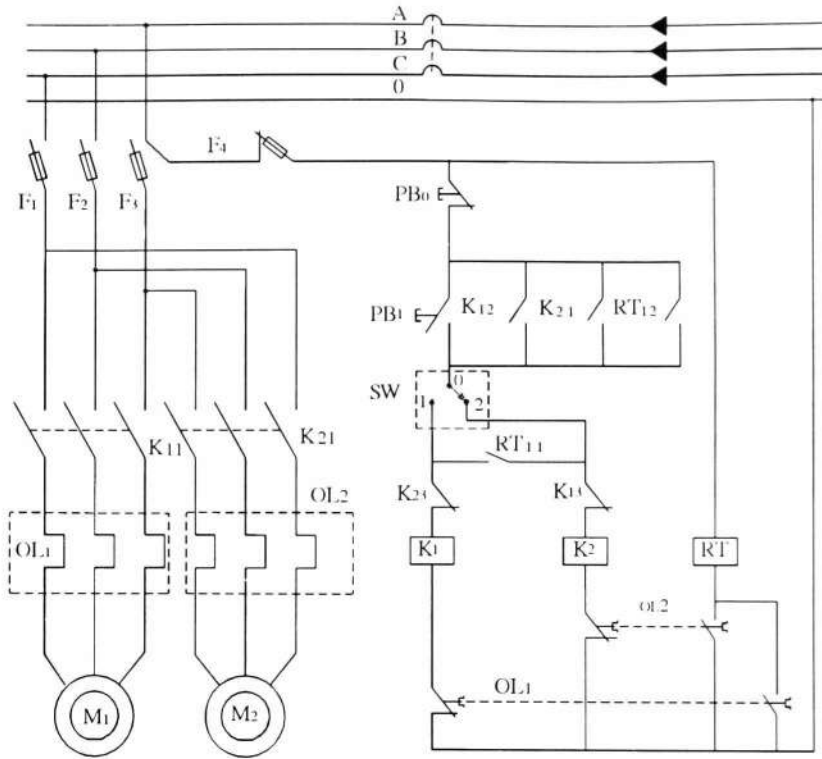 A
B
C
0
F4
F1
F2
F3
PB0
PB1
K12
K21
RT12
SW
0
1
2
RT11
K11
K21
OL2
K23
K13
OL1
K1
K2
RT
OL2
OL1
M1
M2